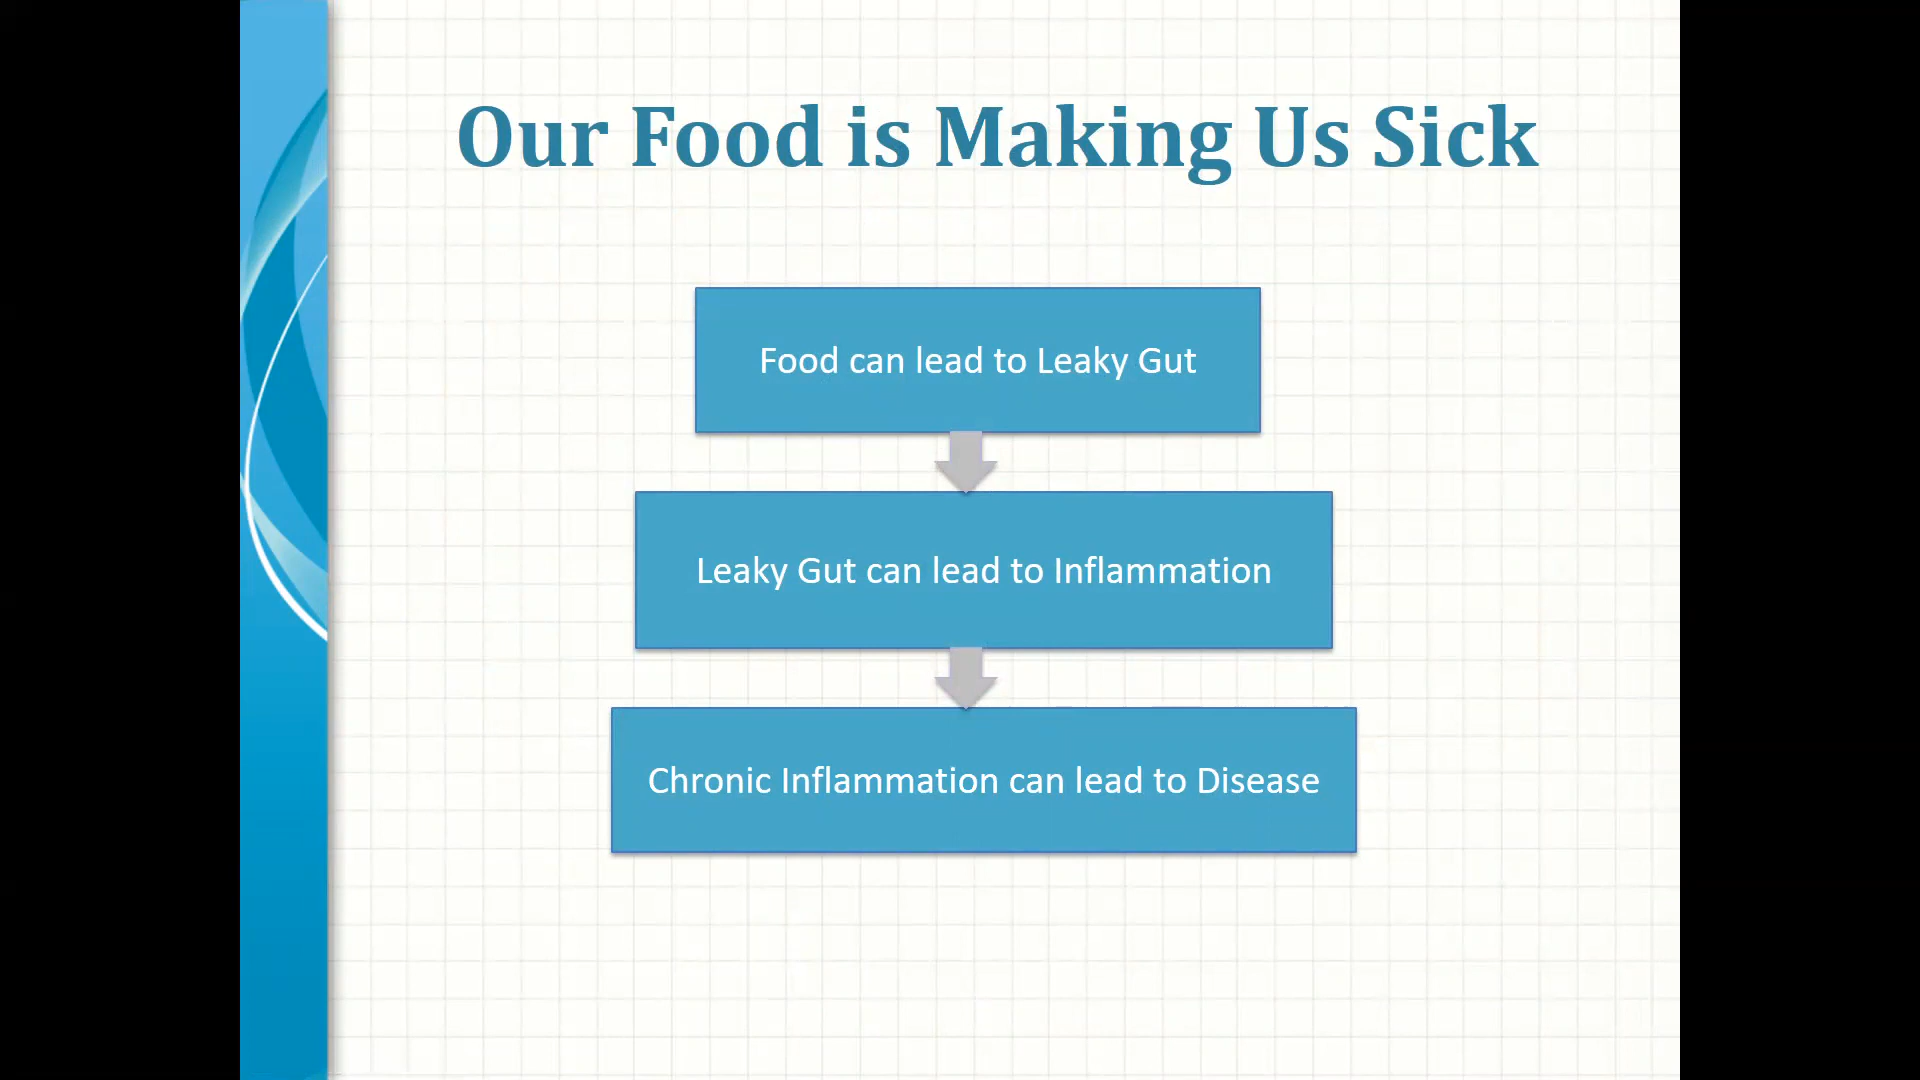 Our Food is Making Us Sick
Food can lead to Leaky Gut
Leaky Gut can lead to Inflammation
Chronic Inflammation can lead to Disease